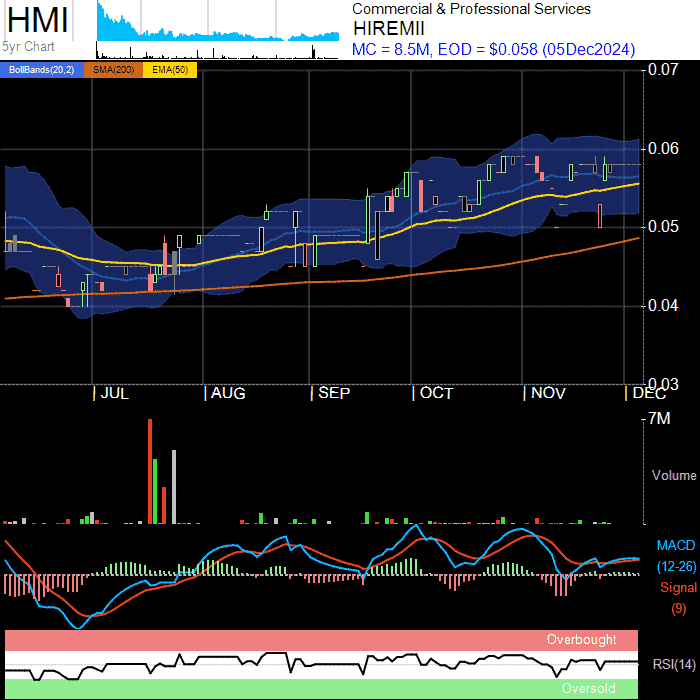 HMI
5yr Chart
Commercial & Professional Services
HIREMII
MC = 8.5M, EOD = $0.058 (05Dec2024)
BollBands(20,2) SMA(200) EMA(50)
0.07
0.06
0.05
0.04
0.03
JUL AUG SEP OCT NOV DEC
7M
Volume
MACD
(12-26)
Signal
(9)
Overbought
RSI(14)
Oversold